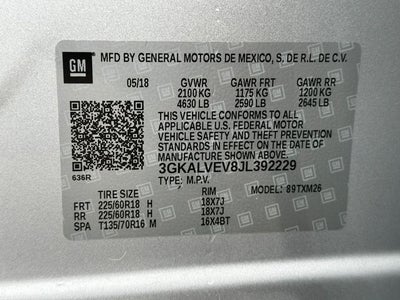 GM
MFD BY GENERAL MOTORS DE MEXICO, S. DE R.L. DE C.V.
05/18 GVWR GAWR FRT GAWR RR
2100 KG 1175 KG 1200 KG
4630 LB 2590 LB 2645 LB
THIS VEHICLE CONFORMS TO ALL APPLICABLE
U.S. FEDERAL MOTOR
VEHICLE SAFETY AND THEFT PREVENTION
STANDARDS IN EFFECT ON THE DATE OF
MANUFACTURE SHOWN ABOVE.
636R 3GKALVEV8JL392229
TYPE: M.P.V. MODEL: 89TXM26
TIRE SIZE RIM
FRT 225/60R18 H 18X7J
RR 225/60R18 H 18X7J
SPA T135/70R16 M 16X4BT